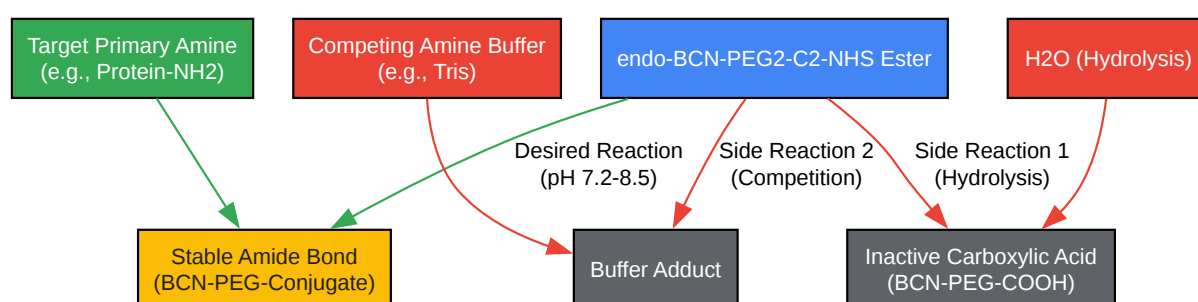 Target Primary Amine
(e.g., Protein-NH2)
Competing Amine Buffer
(e.g., Tris)
endo-BCN-PEG2-C2-NHS Ester
H2O (Hydrolysis)
Desired Reaction
(pH 7.2-8.5)
Side Reaction 2
(Competition)
Side Reaction 1
(Hydrolysis)
Stable Amide Bond
(BCN-PEG-Conjugate)
Buffer Adduct
Inactive Carboxylic Acid
(BCN-PEG-COOH)